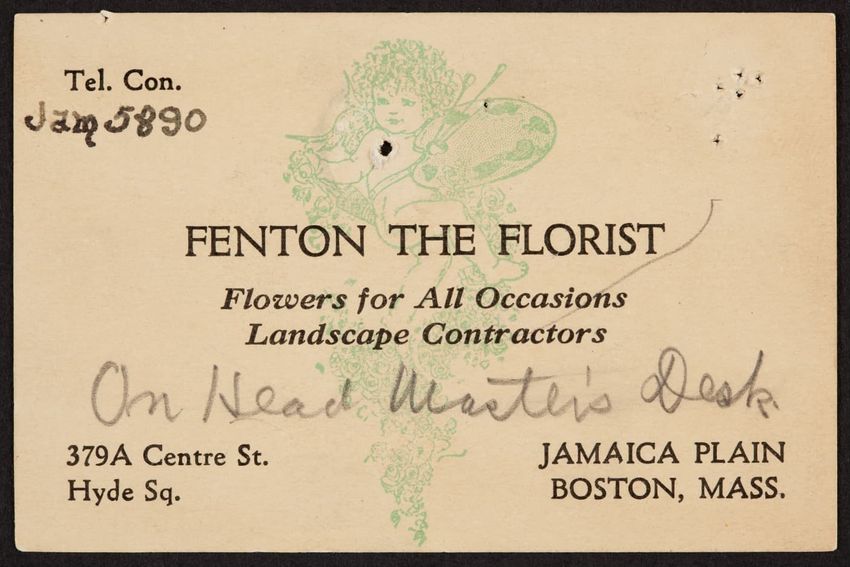 Tel. Con.
Jam 5890
FENTON THE FLORIST
Flowers for All Occasions
Landscape Contractors
On Head Master's Desk.
379A Centre St.
Hyde Sq.
JAMAICA PLAIN
BOSTON, MASS.